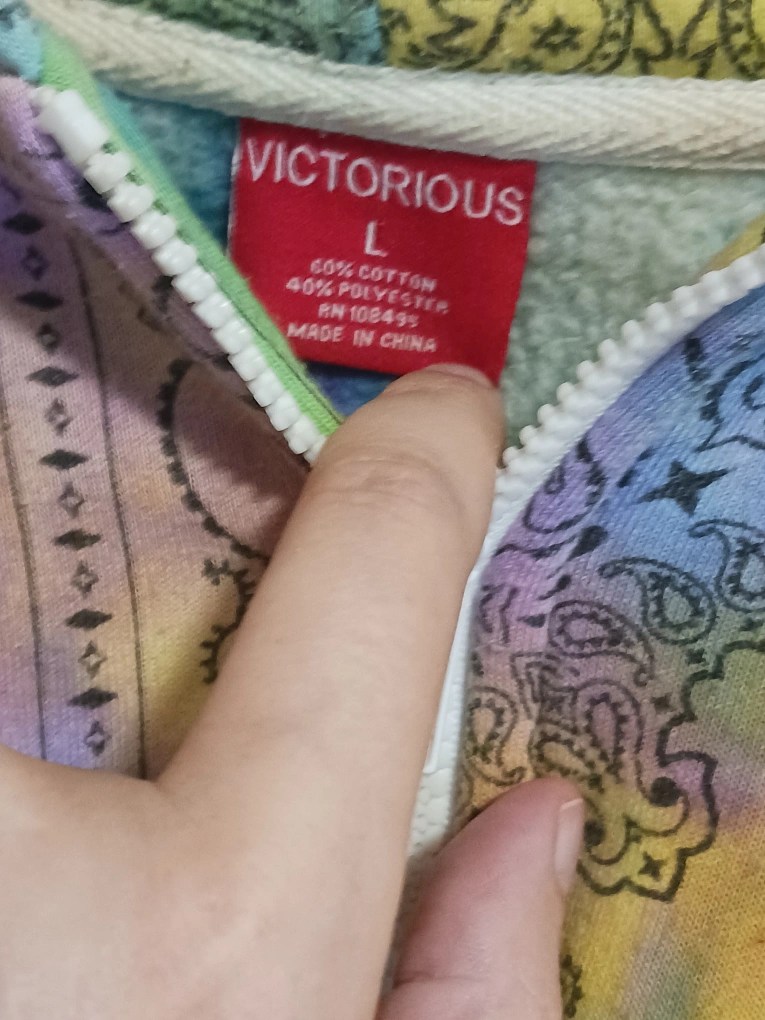 VICTORIOUS
L
60% COTTON
40% POLYESTER
RN 108495
MADE IN CHINA